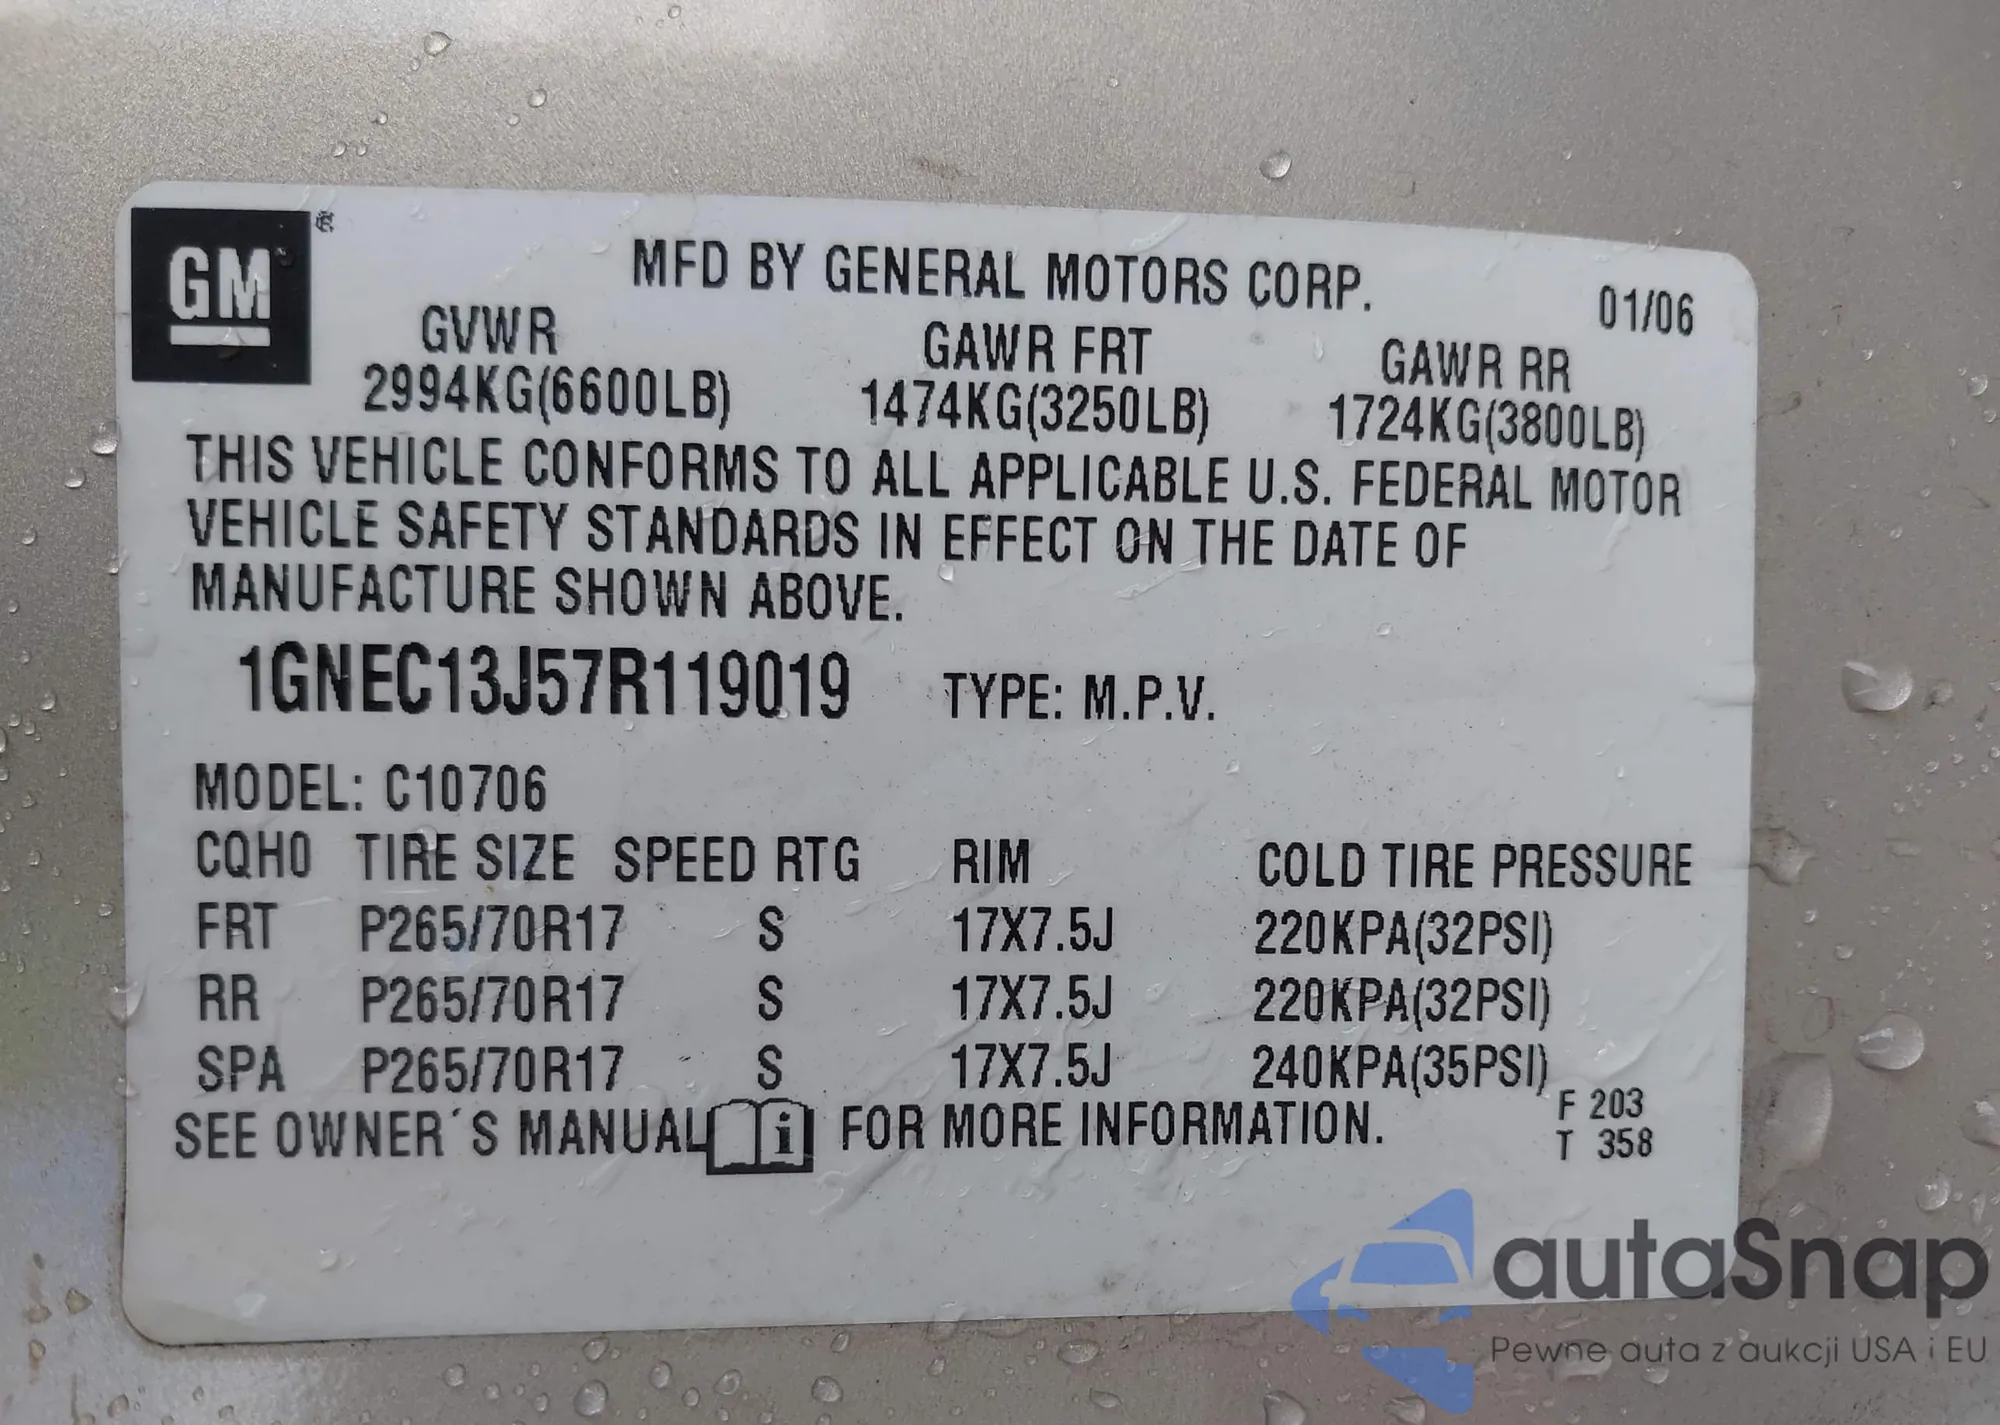 GM
MFD BY GENERAL MOTORS CORP.
01/06
GVWR GAWR FRT GAWR RR
2994KG(6600LB) 1474KG(3250LB) 1724KG(3800LB)
THIS VEHICLE CONFORMS TO ALL APPLICABLE U.S. FEDERAL MOTOR
VEHICLE SAFETY STANDARDS IN EFFECT ON THE DATE OF
MANUFACTURE SHOWN ABOVE.
1GNEC13J57R119019 TYPE: M.P.V.
MODEL: C10706
CQH0 TIRE SIZE SPEED RTG RIM COLD TIRE PRESSURE
FRT P265/70R17 S 17X7.5J 220KPA(32PSI)
RR P265/70R17 S 17X7.5J 220KPA(32PSI)
SPA P265/70R17 S 17X7.5J 240KPA(35PSI)
SEE OWNER´S MANUAL i FOR MORE INFORMATION.
F 203
T 358
autaSnap
Pewne auta z aukcji USA i EU